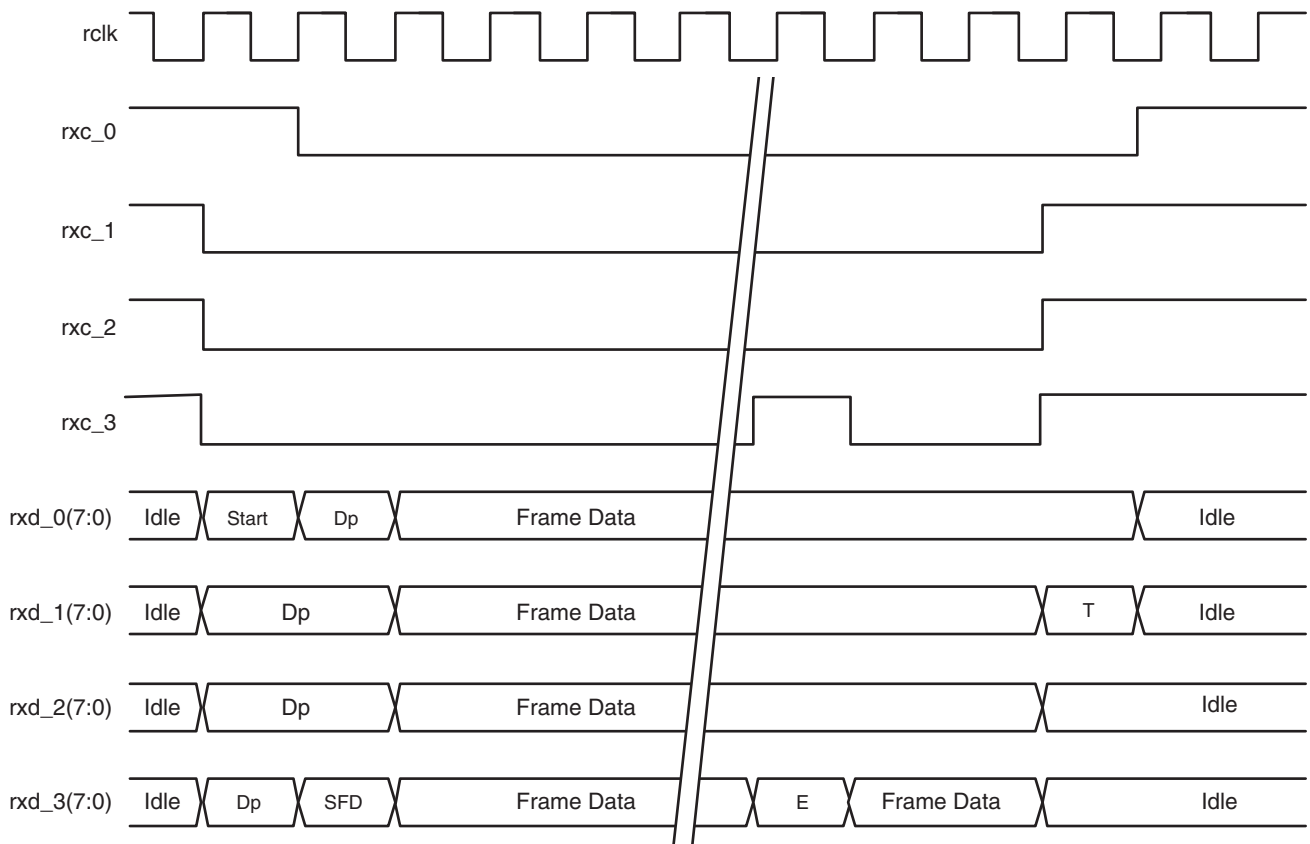 rclk
rxc_0
rxc_1
rxc_2
rxc_3
rxd_0(7:0) Idle Start Dp Frame Data Idle
rxd_1(7:0) Idle Dp Frame Data T Idle
rxd_2(7:0) Idle Dp Frame Data Idle
rxd_3(7:0) Idle Dp SFD Frame Data E Frame Data Idle